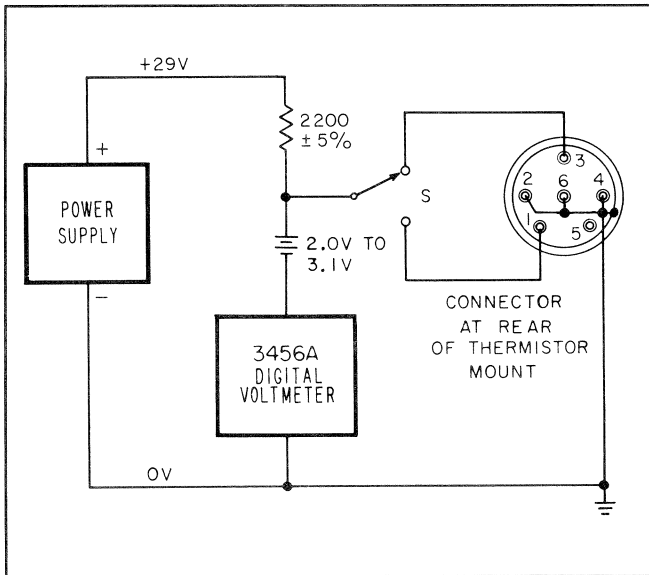 +29V
2200
±5%
+
POWER
SUPPLY
−
S
2.0V TO
3.1V
3456A
DIGITAL
VOLTMETER
0V
3
2
6
4
1
5
CONNECTOR
AT REAR
OF THERMISTOR
MOUNT